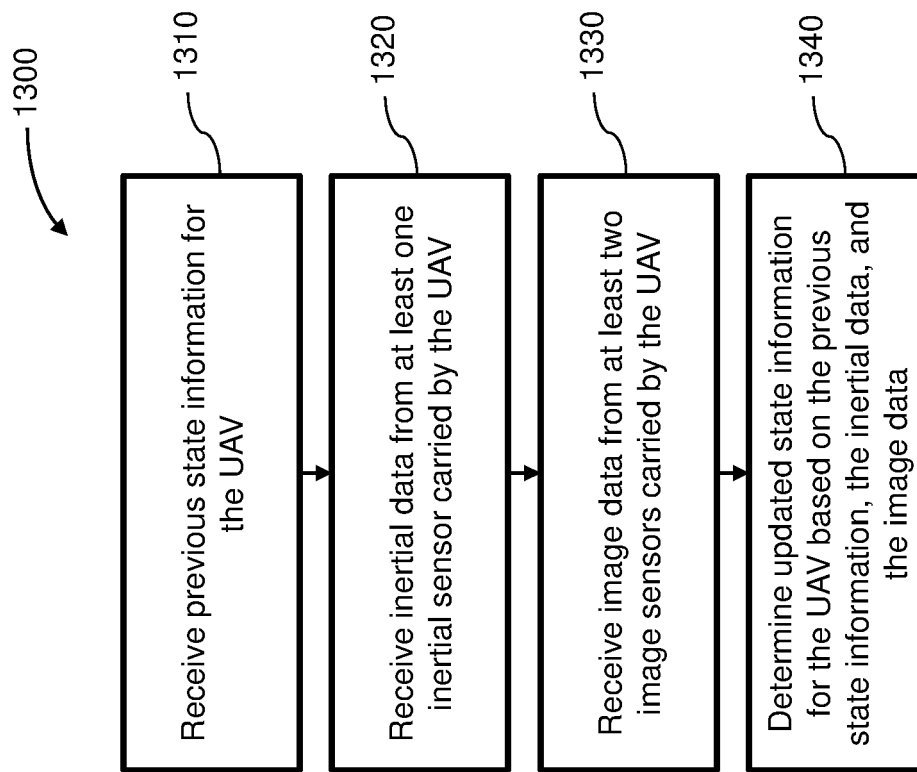 1300
1310
Receive previous state information for
the UAV
1320
Receive inertial data from at least one
inertial sensor carried by the UAV
1330
Receive image data from at least two
image sensors carried by the UAV
1340
Determine updated state information
for the UAV based on the previous
state information, the inertial data, and
the image data